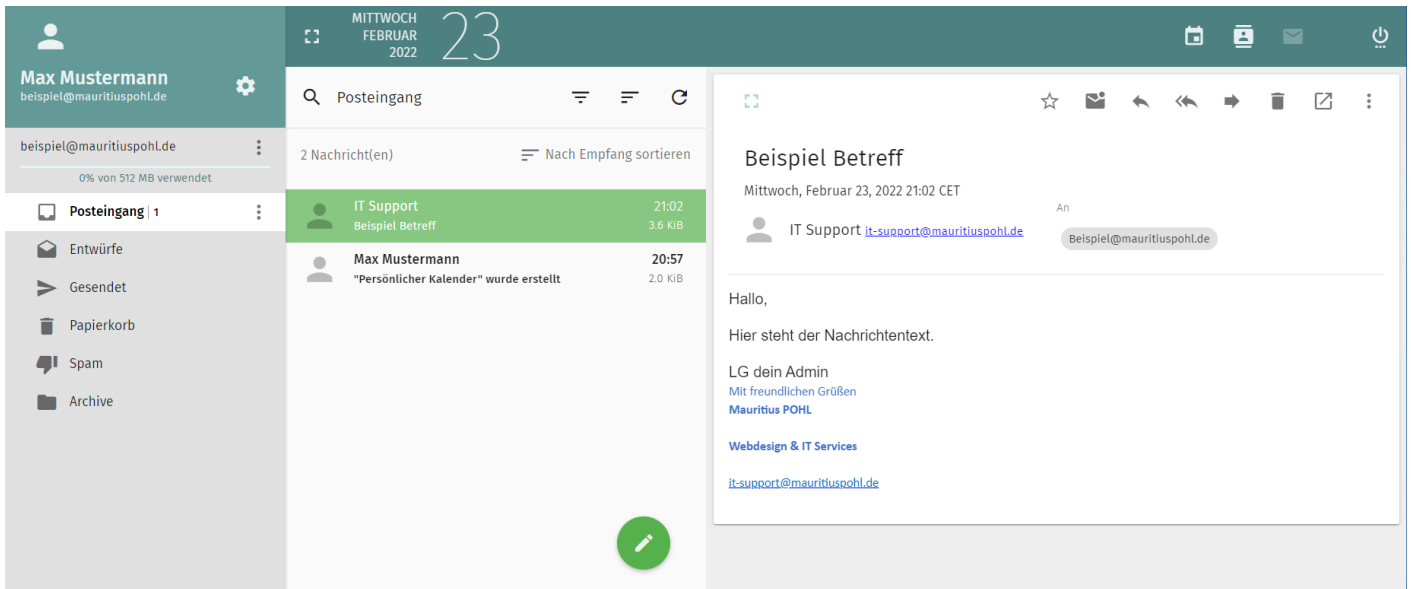 Max Mustermann
beispiel@mauritiuspohl.de
beispiel@mauritiuspohl.de
0% von 512 MB verwendet
Posteingang | 1
Entwürfe
Gesendet
Papierkorb
Spam
Archive
MITTWOCH
FEBRUAR
2022
23
Posteingang
2 Nachricht(en)
Nach Empfang sortieren
IT Support 21:02
Beispiel Betreff 3.6 KiB
Max Mustermann 20:57
"Persönlicher Kalender" wurde erstellt 2.0 KiB
Beispiel Betreff
Mittwoch, Februar 23, 2022 21:02 CET
An
IT Support it-support@mauritiuspohl.de
Beispiel@mauritiuspohl.de
Hallo,
Hier steht der Nachrichtentext.
LG dein Admin
Mit freundlichen Grüßen
Mauritius POHL
Webdesign & IT Services
it-support@mauritiuspohl.de